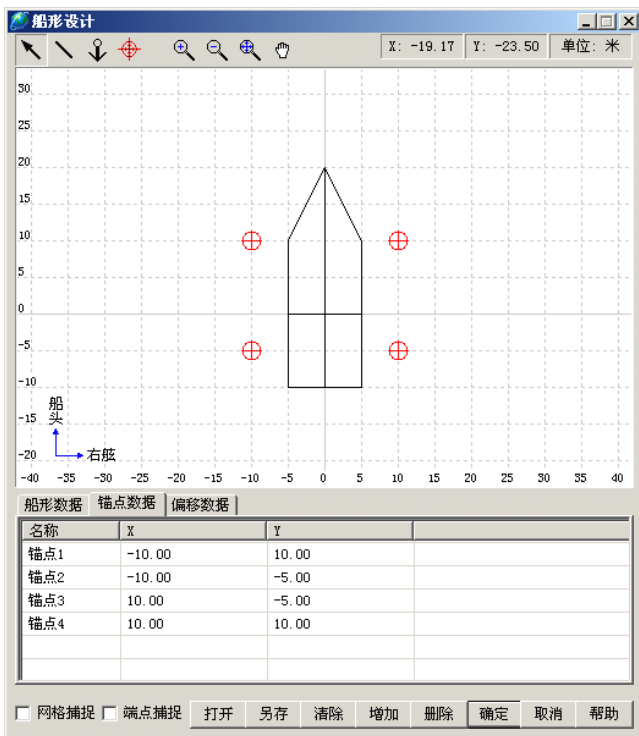 船形设计
X: -19.17 Y: -23.50 单位: 米
30
25
20
15
10
5
0
-5
-10
-15
-20
船头
右舷
-40 -35 -30 -25 -20 -15 -10 -5 0 5 10 15 20 25 30 35 40
船形数据 锚点数据 偏移数据
名称 X Y
锚点1 -10.00 10.00
锚点2 -10.00 -5.00
锚点3 10.00 -5.00
锚点4 10.00 10.00
网格捕捉 端点捕捉 打开 另存 清除 增加 删除 确定 取消 帮助